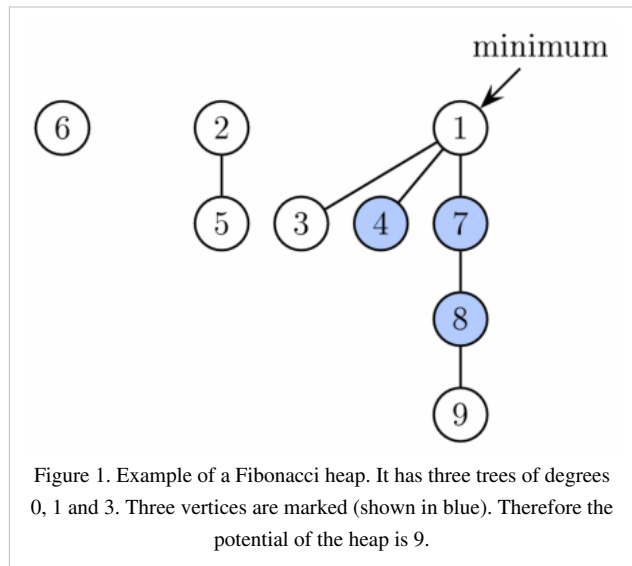 minimum
6 2 1
5 3 4 7
8
9
Figure 1. Example of a Fibonacci heap. It has three trees of degrees
0, 1 and 3. Three vertices are marked (shown in blue). Therefore the
potential of the heap is 9.